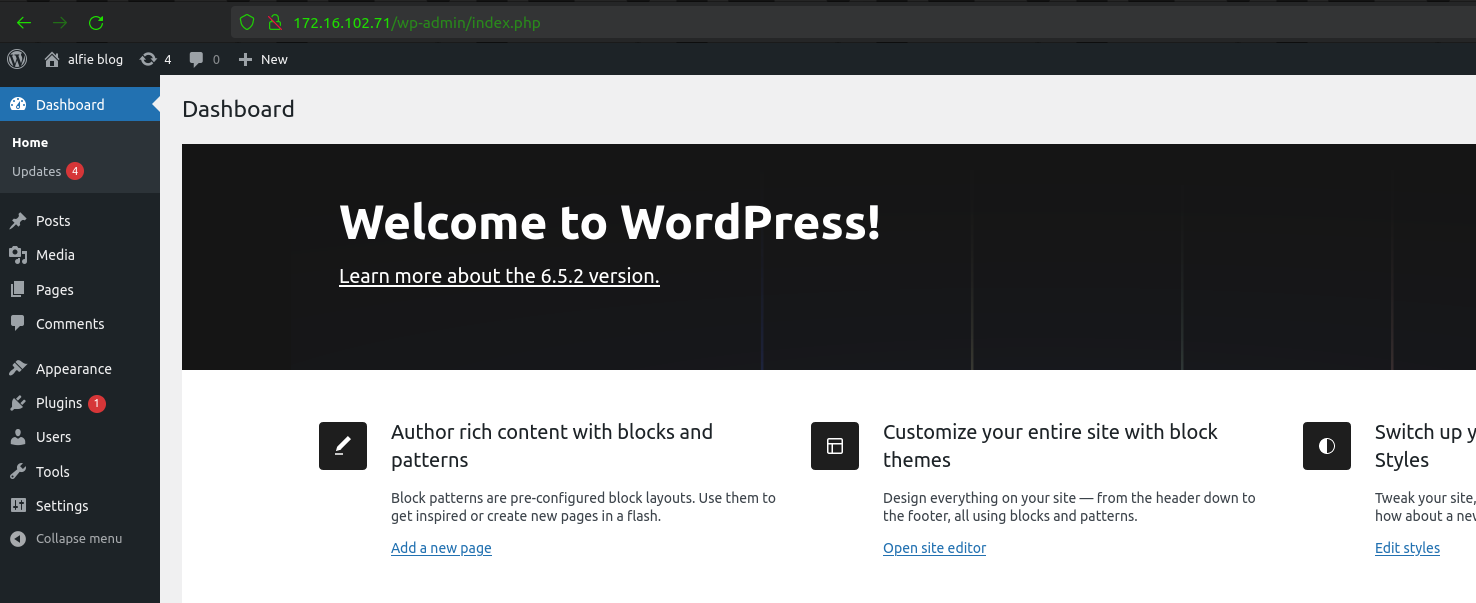 172.16.102.71/wp-admin/index.php
alfie blog 4 0 New
Dashboard
Home
Updates 4
Posts
Media
Pages
Comments
Appearance
Plugins 1
Users
Tools
Settings
Collapse menu
Dashboard
Welcome to WordPress!
Learn more about the 6.5.2 version.
Author rich content with blocks and
patterns
Block patterns are pre-configured block layouts. Use them to
get inspired or create new pages in a flash.
Add a new page
Customize your entire site with block
themes
Design everything on your site — from the header down to
the footer, all using blocks and patterns.
Open site editor
Switch up y
Styles
Tweak your site,
how about a nev
Edit styles